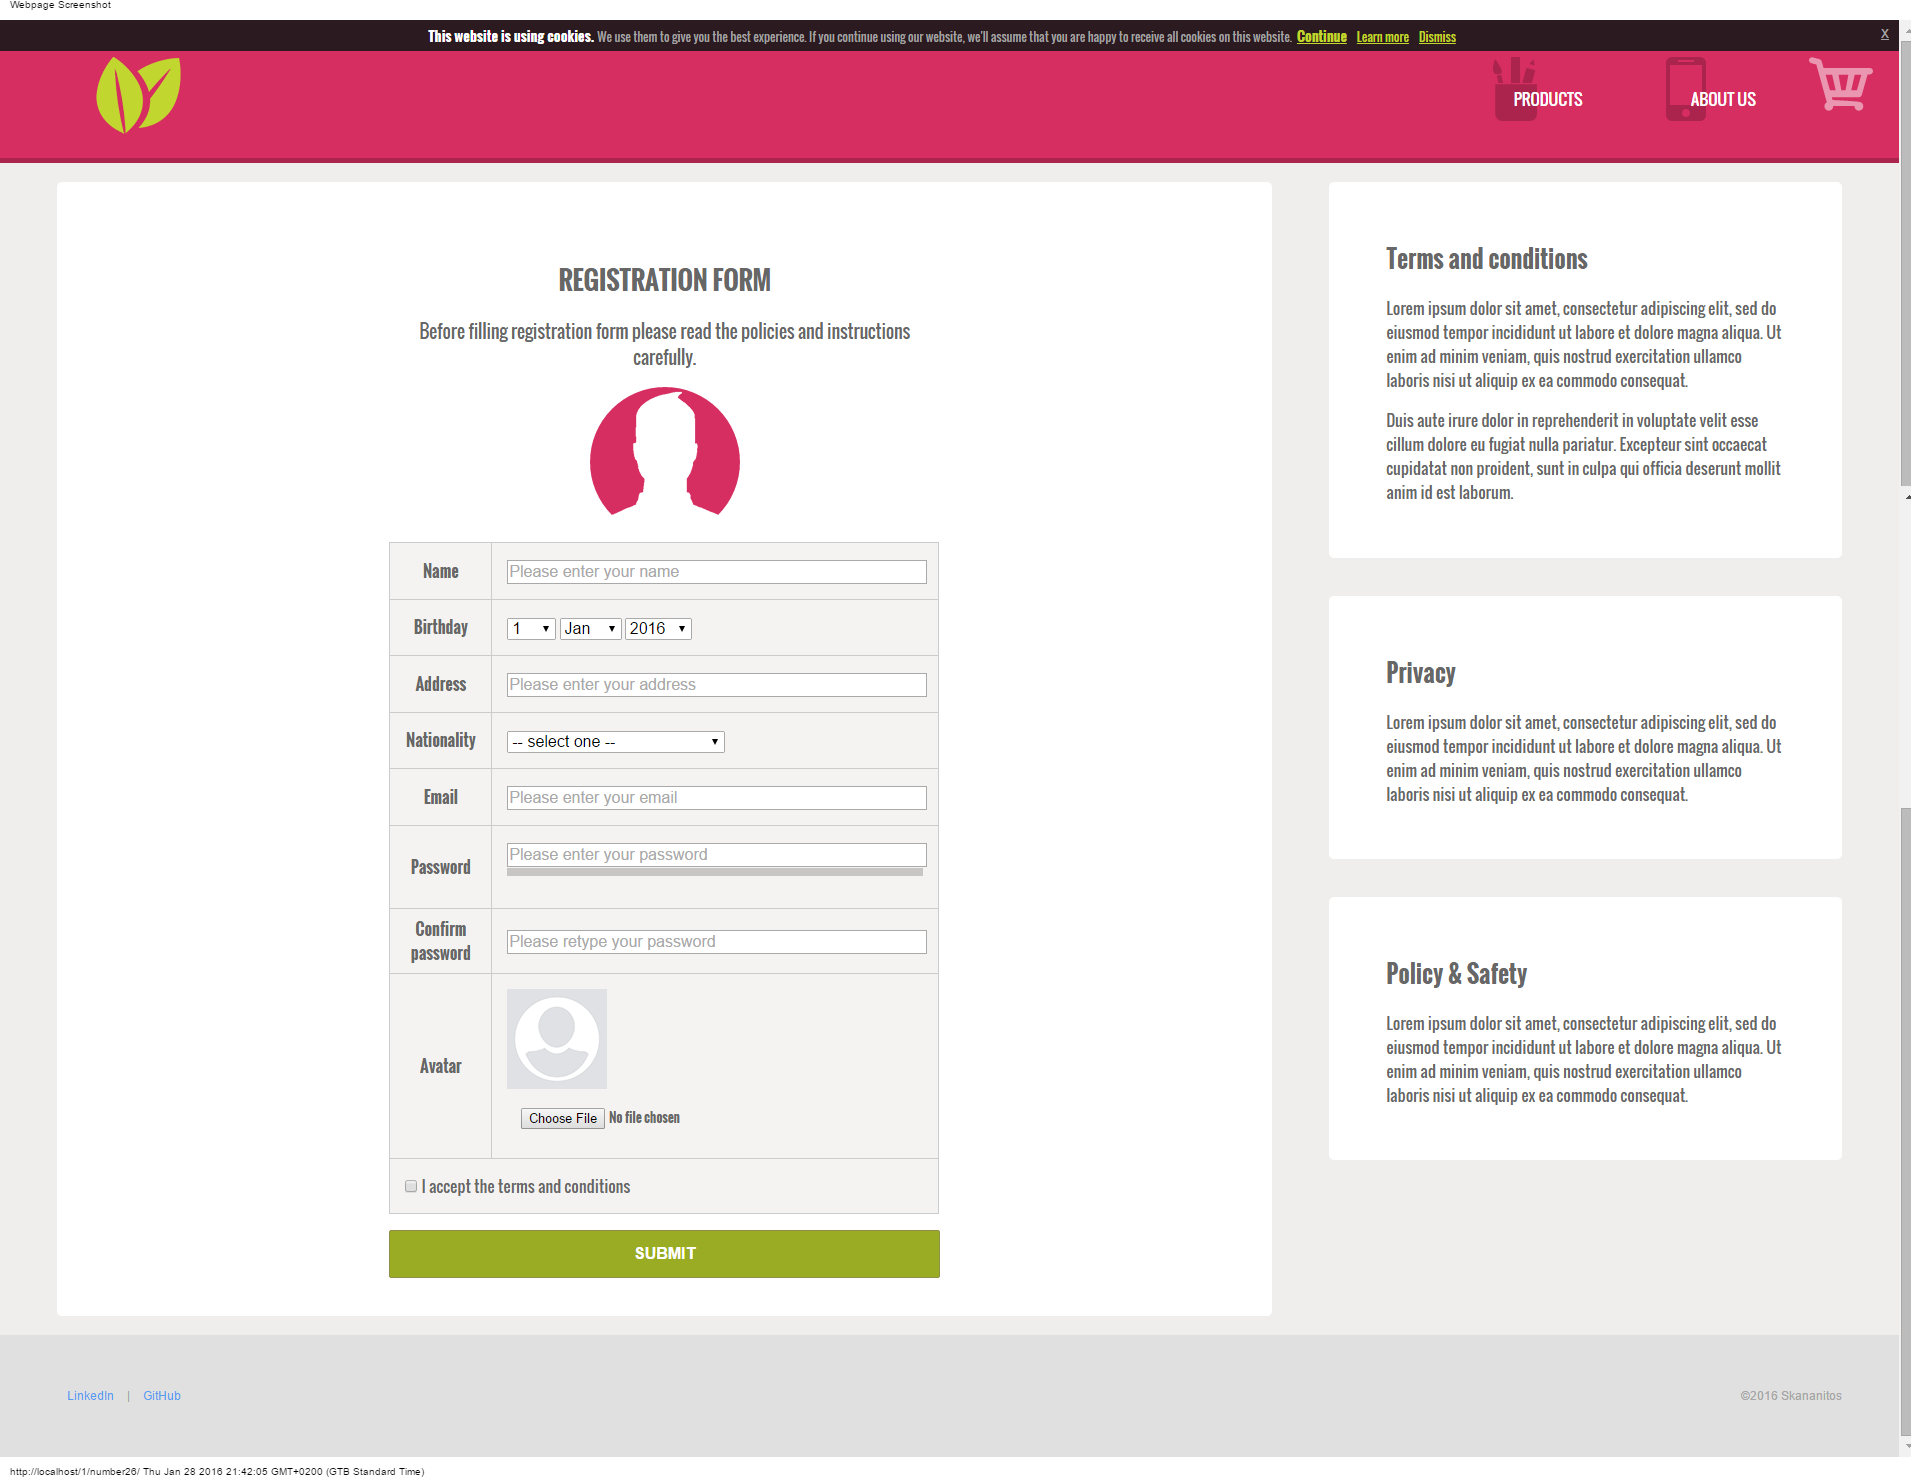 Webpage Screenshot
This website is using cookies. We use them to give you the best experience. If you continue using our website, we'll assume that you are happy to receive all cookies on this website. Continue Learn more Dismiss X
PRODUCTS
ABOUT US
REGISTRATION FORM
Before filling registration form please read the policies and instructions
carefully.
Name
Please enter your name
Birthday
1 Jan 2016
Address
Please enter your address
Nationality
-- select one --
Email
Please enter your email
Password
Please enter your password
Confirm
password
Please retype your password
Avatar
Choose File No file chosen
I accept the terms and conditions
SUBMIT
Terms and conditions
Lorem ipsum dolor sit amet, consectetur adipiscing elit, sed do
eiusmod tempor incididunt ut labore et dolore magna aliqua. Ut
enim ad minim veniam, quis nostrud exercitation ullamco
laboris nisi ut aliquip ex ea commodo consequat.
Duis aute irure dolor in reprehenderit in voluptate velit esse
cillum dolore eu fugiat nulla pariatur. Excepteur sint occaecat
cupidatat non proident, sunt in culpa qui officia deserunt mollit
anim id est laborum.
Privacy
Lorem ipsum dolor sit amet, consectetur adipiscing elit, sed do
eiusmod tempor incididunt ut labore et dolore magna aliqua. Ut
enim ad minim veniam, quis nostrud exercitation ullamco
laboris nisi ut aliquip ex ea commodo consequat.
Policy & Safety
Lorem ipsum dolor sit amet, consectetur adipiscing elit, sed do
eiusmod tempor incididunt ut labore et dolore magna aliqua. Ut
enim ad minim veniam, quis nostrud exercitation ullamco
laboris nisi ut aliquip ex ea commodo consequat.
LinkedIn | GitHub
©2016 Skananitos
http://localhost/1/number26/ Thu Jan 28 2016 21:42:05 GMT+0200 (GTB Standard Time)